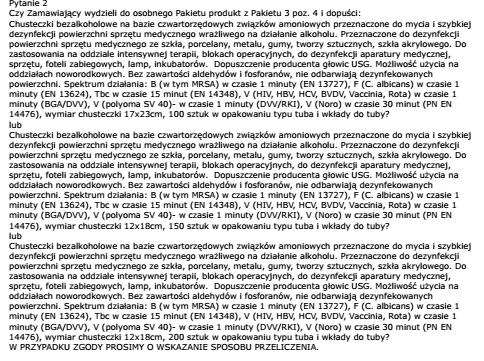 Pytanie 2
Czy Zamawiający wydzieli do osobnego Pakietu produkt z Pakietu 3 poz. 4 i dopuści:
Chusteczki bezalkoholowe na bazie czwartorzędowych związków amoniowych przeznaczone do mycia i szybkiej
dezynfekcji powierzchni sprzętu medycznego wrażliwego na działanie alkoholu. Przeznaczone do dezynfekcji
powierzchni sprzętu medycznego ze szkła, porcelany, metalu, gumy, tworzy sztucznych, szkła akrylowego. Do
zastosowania na oddziale intensywnej terapii, blokach operacyjnych, do dezynfekcji aparatury medycznej,
sprzętu, foteli zabiegowych, lamp, inkubatorów.  Dopuszczenie producenta głowic USG. Możliwość użycia na
oddziałach noworodkowych. Bez zawartości aldehydów i fosforanów, nie odbarwiają dezynfekowanych
powierzchni. Spektrum działania: B (w tym MRSA) w czasie 1 minuty (EN 13727), F (C. albicans) w czasie 1
minuty (EN 13624), Tbc w czasie 15 minut (EN 14348), V (HIV, HBV, HCV, BVDV, Vaccinia, Rota) w czasie 1
minuty (BGA/DVV), V (polyoma SV 40)- w czasie 1 minuty (DVV/RKI), V (Noro) w czasie 30 minut (PN EN
14476), wymiar chusteczki 17x23cm, 100 sztuk w opakowaniu typu tuba i wkłady do tuby?
lub
Chusteczki bezalkoholowe na bazie czwartorzędowych związków amoniowych przeznaczone do mycia i szybkiej
dezynfekcji powierzchni sprzętu medycznego wrażliwego na działanie alkoholu. Przeznaczone do dezynfekcji
powierzchni sprzętu medycznego ze szkła, porcelany, metalu, gumy, tworzy sztucznych, szkła akrylowego. Do
zastosowania na oddziale intensywnej terapii, blokach operacyjnych, do dezynfekcji aparatury medycznej,
sprzętu, foteli zabiegowych, lamp, inkubatorów.  Dopuszczenie producenta głowic USG. Możliwość użycia na
oddziałach noworodkowych. Bez zawartości aldehydów i fosforanów, nie odbarwiają dezynfekowanych
powierzchni. Spektrum działania: B (w tym MRSA) w czasie 1 minuty (EN 13727), F (C. albicans) w czasie 1
minuty (EN 13624), Tbc w czasie 15 minut (EN 14348), V (HIV, HBV, HCV, BVDV, Vaccinia, Rota) w czasie 1
minuty (BGA/DVV), V (polyoma SV 40)- w czasie 1 minuty (DVV/RKI), V (Noro) w czasie 30 minut (PN EN
14476), wymiar chusteczki 12x18cm, 150 sztuk w opakowaniu typu tuba i wkłady do tuby?
lub
Chusteczki bezalkoholowe na bazie czwartorzędowych związków amoniowych przeznaczone do mycia i szybkiej
dezynfekcji powierzchni sprzętu medycznego wrażliwego na działanie alkoholu. Przeznaczone do dezynfekcji
powierzchni sprzętu medycznego ze szkła, porcelany, metalu, gumy, tworzy sztucznych, szkła akrylowego. Do
zastosowania na oddziale intensywnej terapii, blokach operacyjnych, do dezynfekcji aparatury medycznej,
sprzętu, foteli zabiegowych, lamp, inkubatorów.  Dopuszczenie producenta głowic USG. Możliwość użycia na
oddziałach noworodkowych. Bez zawartości aldehydów i fosforanów, nie odbarwiają dezynfekowanych
powierzchni. Spektrum działania: B (w tym MRSA) w czasie 1 minuty (EN 13727), F (C. albicans) w czasie 1
minuty (EN 13624), Tbc w czasie 15 minut (EN 14348), V (HIV, HBV, HCV, BVDV, Vaccinia, Rota) w czasie 1
minuty (BGA/DVV), V (polyoma SV 40)- w czasie 1 minuty (DVV/RKI), V (Noro) w czasie 30 minut (PN EN
14476), wymiar chusteczki 12x18cm, 200 sztuk w opakowaniu typu tuba i wkłady do tuby?
W PRZYPADKU ZGODY PROSIMY O WSKAZANIE SPOSOBU PRZELICZENIA.